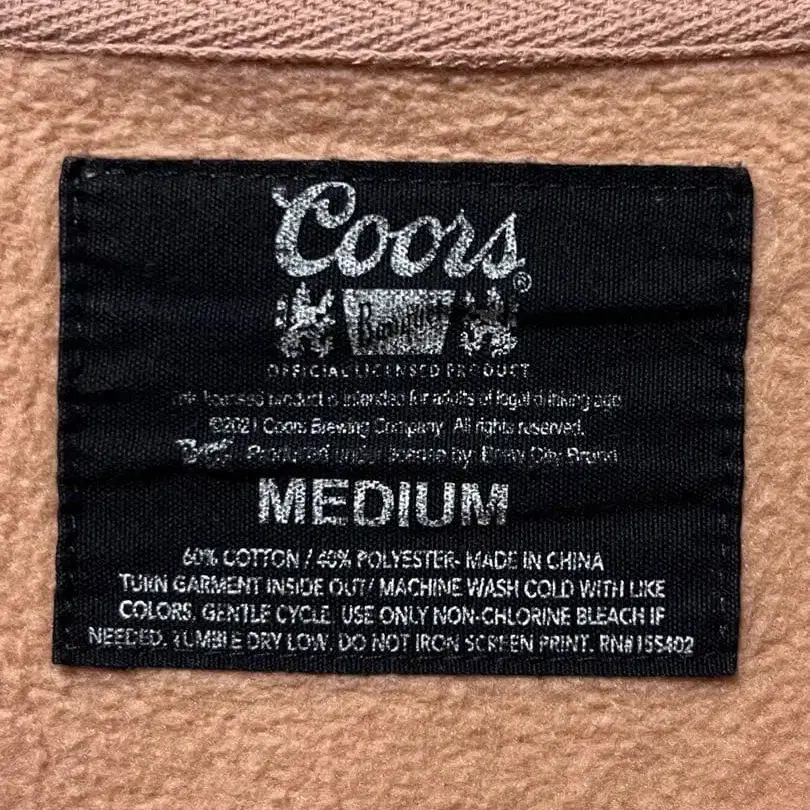 Coors®
Banquet
OFFICIAL LICENSED PRODUCT
This licensed product is intended for adults of legal drinking age
©2021 Coors Brewing Company. All rights reserved.
Produced under license by: Brew City Brand
MEDIUM
60% COTTON / 40% POLYESTER- MADE IN CHINA
TURN GARMENT INSIDE OUT/ MACHINE WASH COLD WITH LIKE
COLORS. GENTLE CYCLE. USE ONLY NON-CHLORINE BLEACH IF
NEEDED. TUMBLE DRY LOW. DO NOT IRON SCREEN PRINT. RN#155402